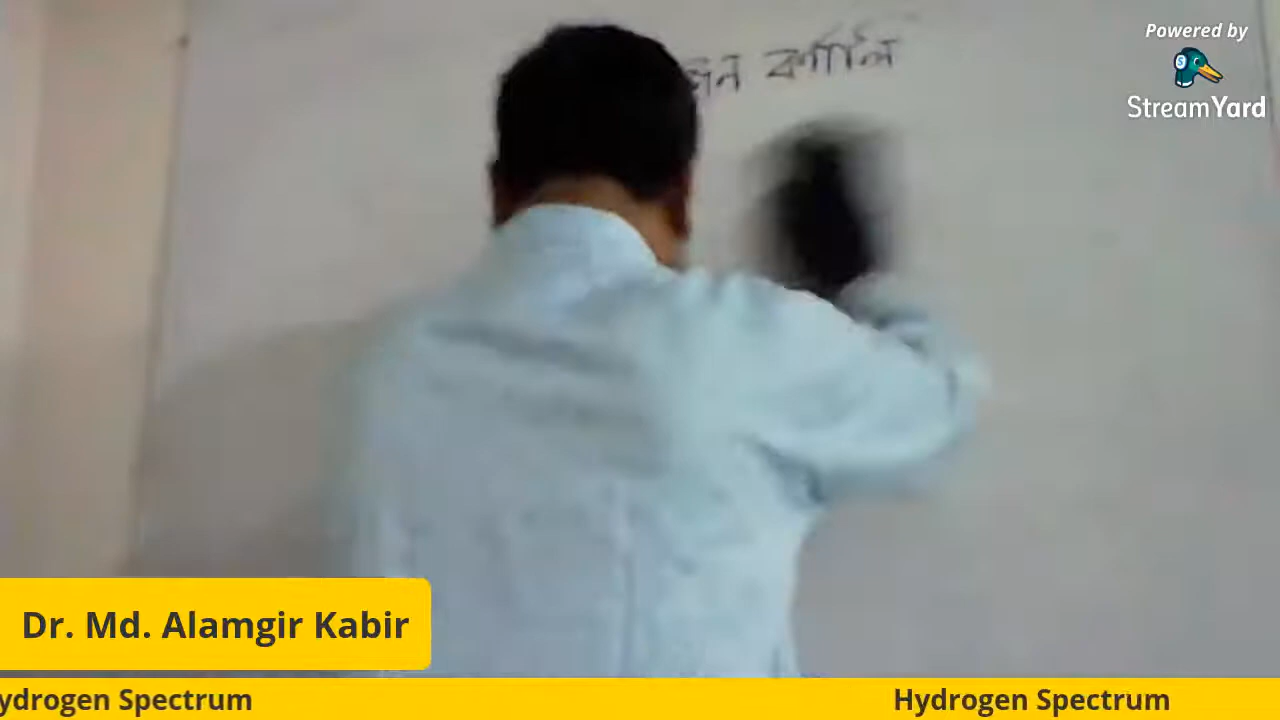 বর্ণালি
Powered by
StreamYard
Dr. Md. Alamgir Kabir
ydrogen Spectrum
Hydrogen Spectrum